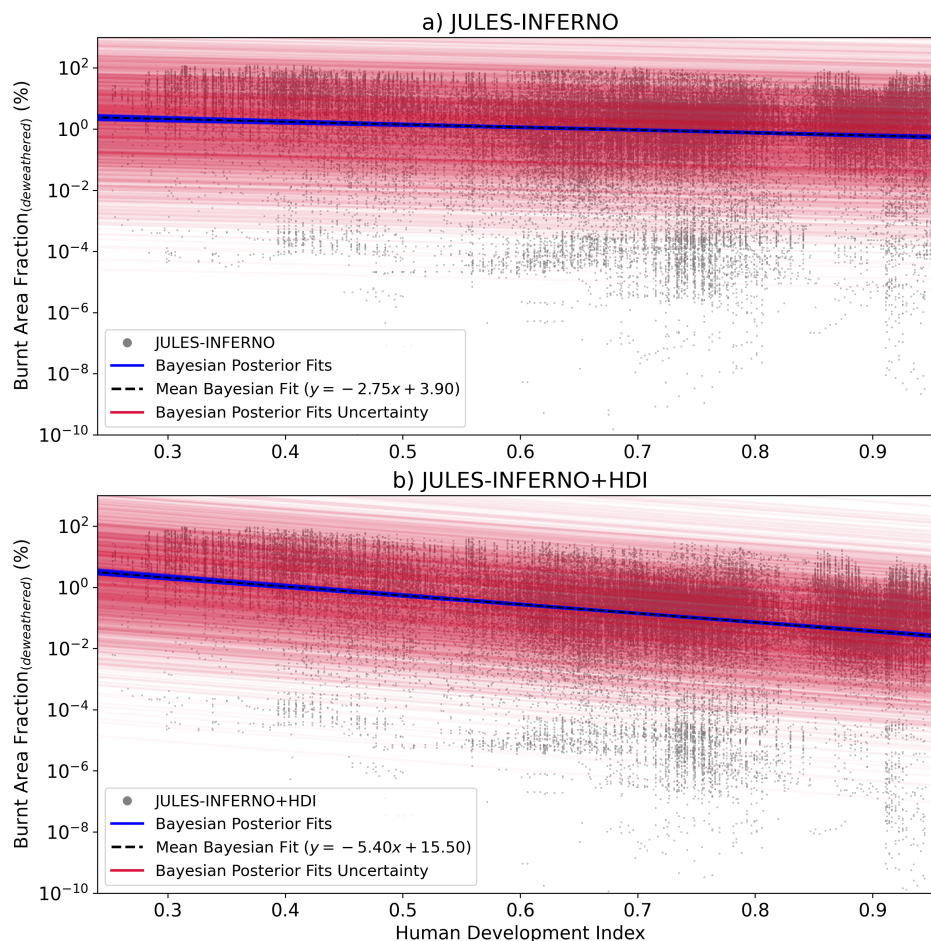 a) JULES-INFERNO
Burnt Area Fraction(deweathered) (%)
10^2
10^0
10^−2
10^−4
10^−6
10^−8
10^−10
JULES-INFERNO
Bayesian Posterior Fits
Mean Bayesian Fit (y = −2.75x + 3.90)
Bayesian Posterior Fits Uncertainty
0.3 0.4 0.5 0.6 0.7 0.8 0.9
b) JULES-INFERNO+HDI
Burnt Area Fraction(deweathered) (%)
10^2
10^0
10^−2
10^−4
10^−6
10^−8
10^−10
JULES-INFERNO+HDI
Bayesian Posterior Fits
Mean Bayesian Fit (y = −5.40x + 15.50)
Bayesian Posterior Fits Uncertainty
0.3 0.4 0.5 0.6 0.7 0.8 0.9
Human Development Index